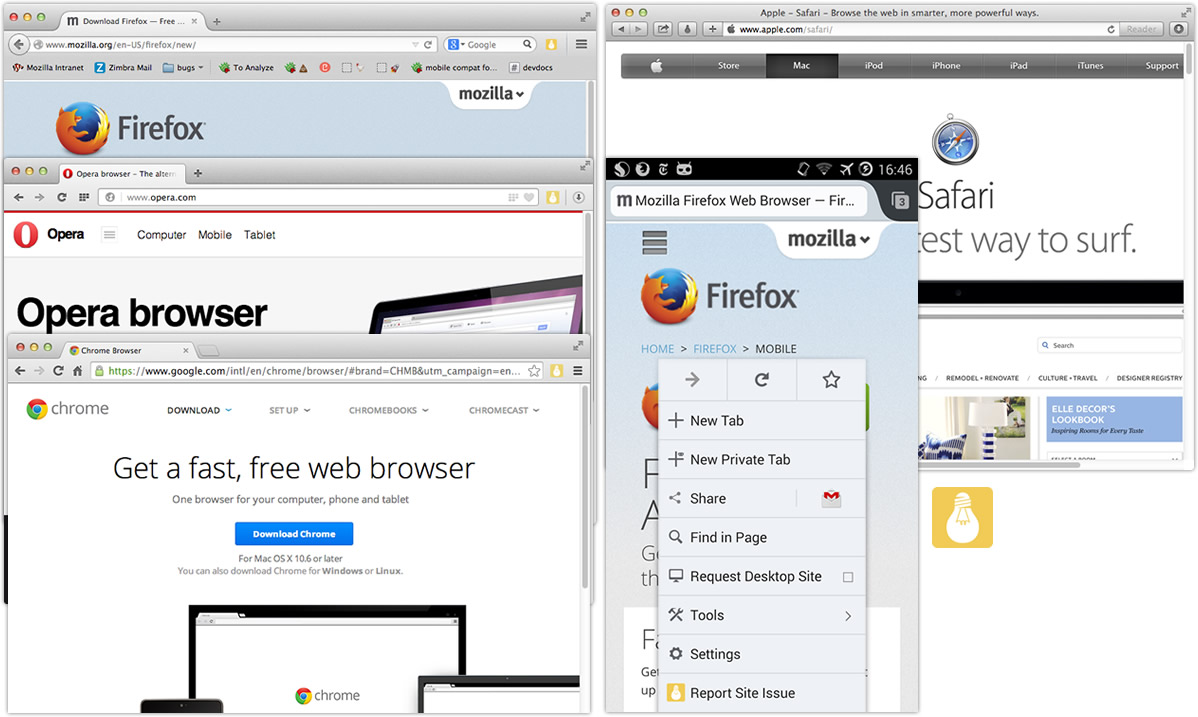 Download Firefox — Free ...
www.mozilla.org/en-US/firefox/new/
Google
Mozilla Intranet
Zimbra Mail
bugs
To Analyze
mobile compat fo...
devdocs
mozilla
Firefox
Opera browser - The altern
www.opera.com
Opera
Computer
Mobile
Tablet
Opera browser
Chrome Browser
https://www.google.com/intl/en/chrome/browser/#brand=CHMB&utm_campaign=en...
chrome
DOWNLOAD
SET UP
CHROMEBOOKS
CHROMECAST
Get a fast, free web browser
One browser for your computer, phone and tablet
Download Chrome
For Mac OS X 10.6 or later
You can also download Chrome for Windows or Linux.
chrome
Apple - Safari - Browse the web in smarter, more powerful ways.
www.apple.com/safari/
Reader
Store
Mac
iPod
iPhone
iPad
iTunes
Support
Safari
test way to surf.
Search
NG / REMODEL + RENOVATE / CULTURE + TRAVEL / DESIGNER REGISTRY
ELLE DECOR'S
LOOKBOOK
Inspiring Rooms for Every Taste
16:46
m Mozilla Firefox Web Browser — Fir...
3
mozilla
Firefox
HOME > FIREFOX > MOBILE
New Tab
New Private Tab
Share
Find in Page
Request Desktop Site
Tools
Settings
Report Site Issue